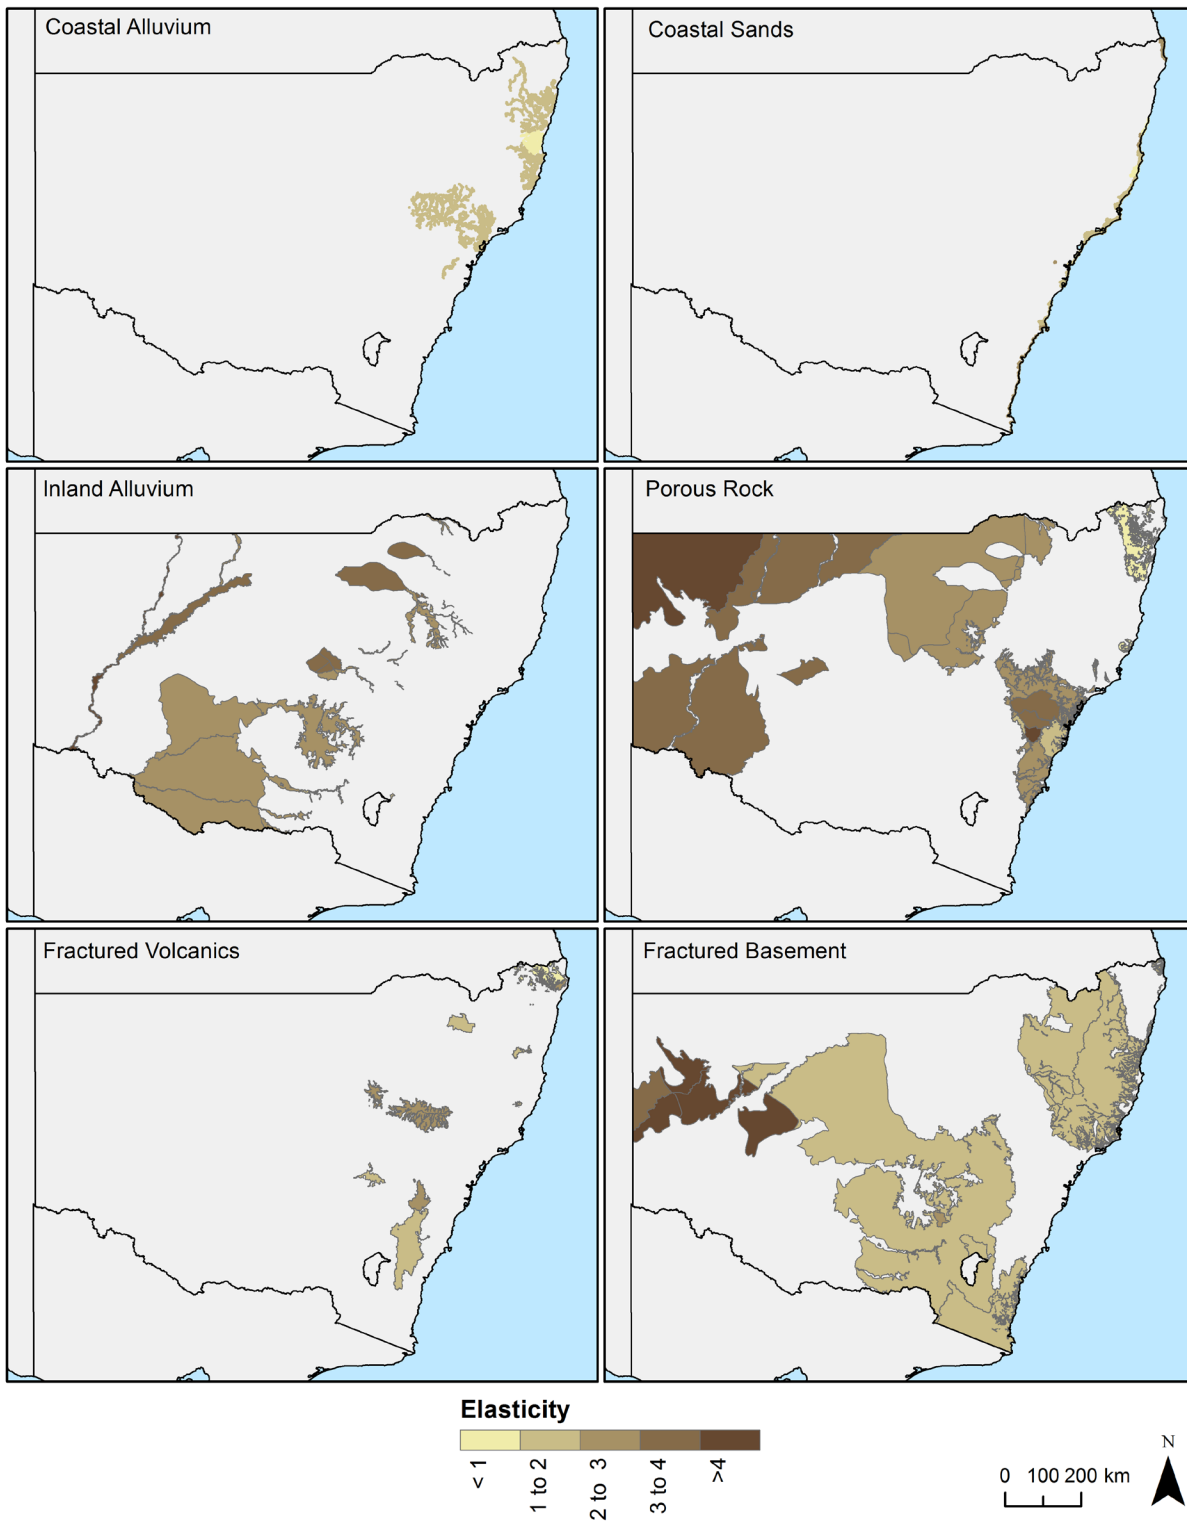 Coastal Alluvium
Coastal Sands
Inland Alluvium
Porous Rock
Fractured Volcanics
Fractured Basement
Elasticity
< 1
1 to 2
2 to 3
3 to 4
>4
0 100 200 km
N